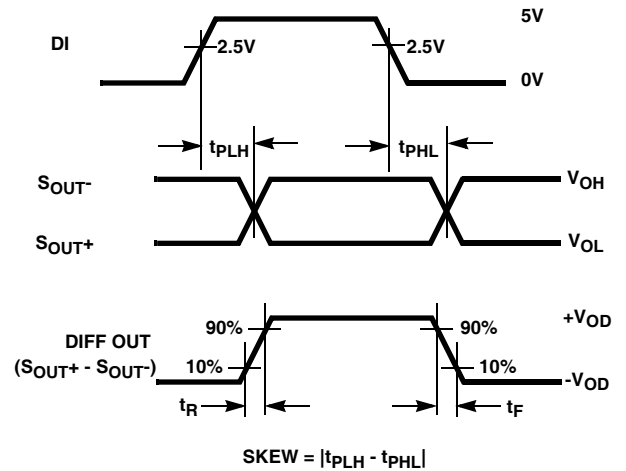 DI
2.5V
2.5V
5V
0V
tPLH
tPHL
SOUT-
VOH
SOUT+
VOL
DIFF OUT
(SOUT+ - SOUT-)
90%
90%
+VOD
10%
10%
-VOD
tR
tF
SKEW = |tPLH - tPHL|